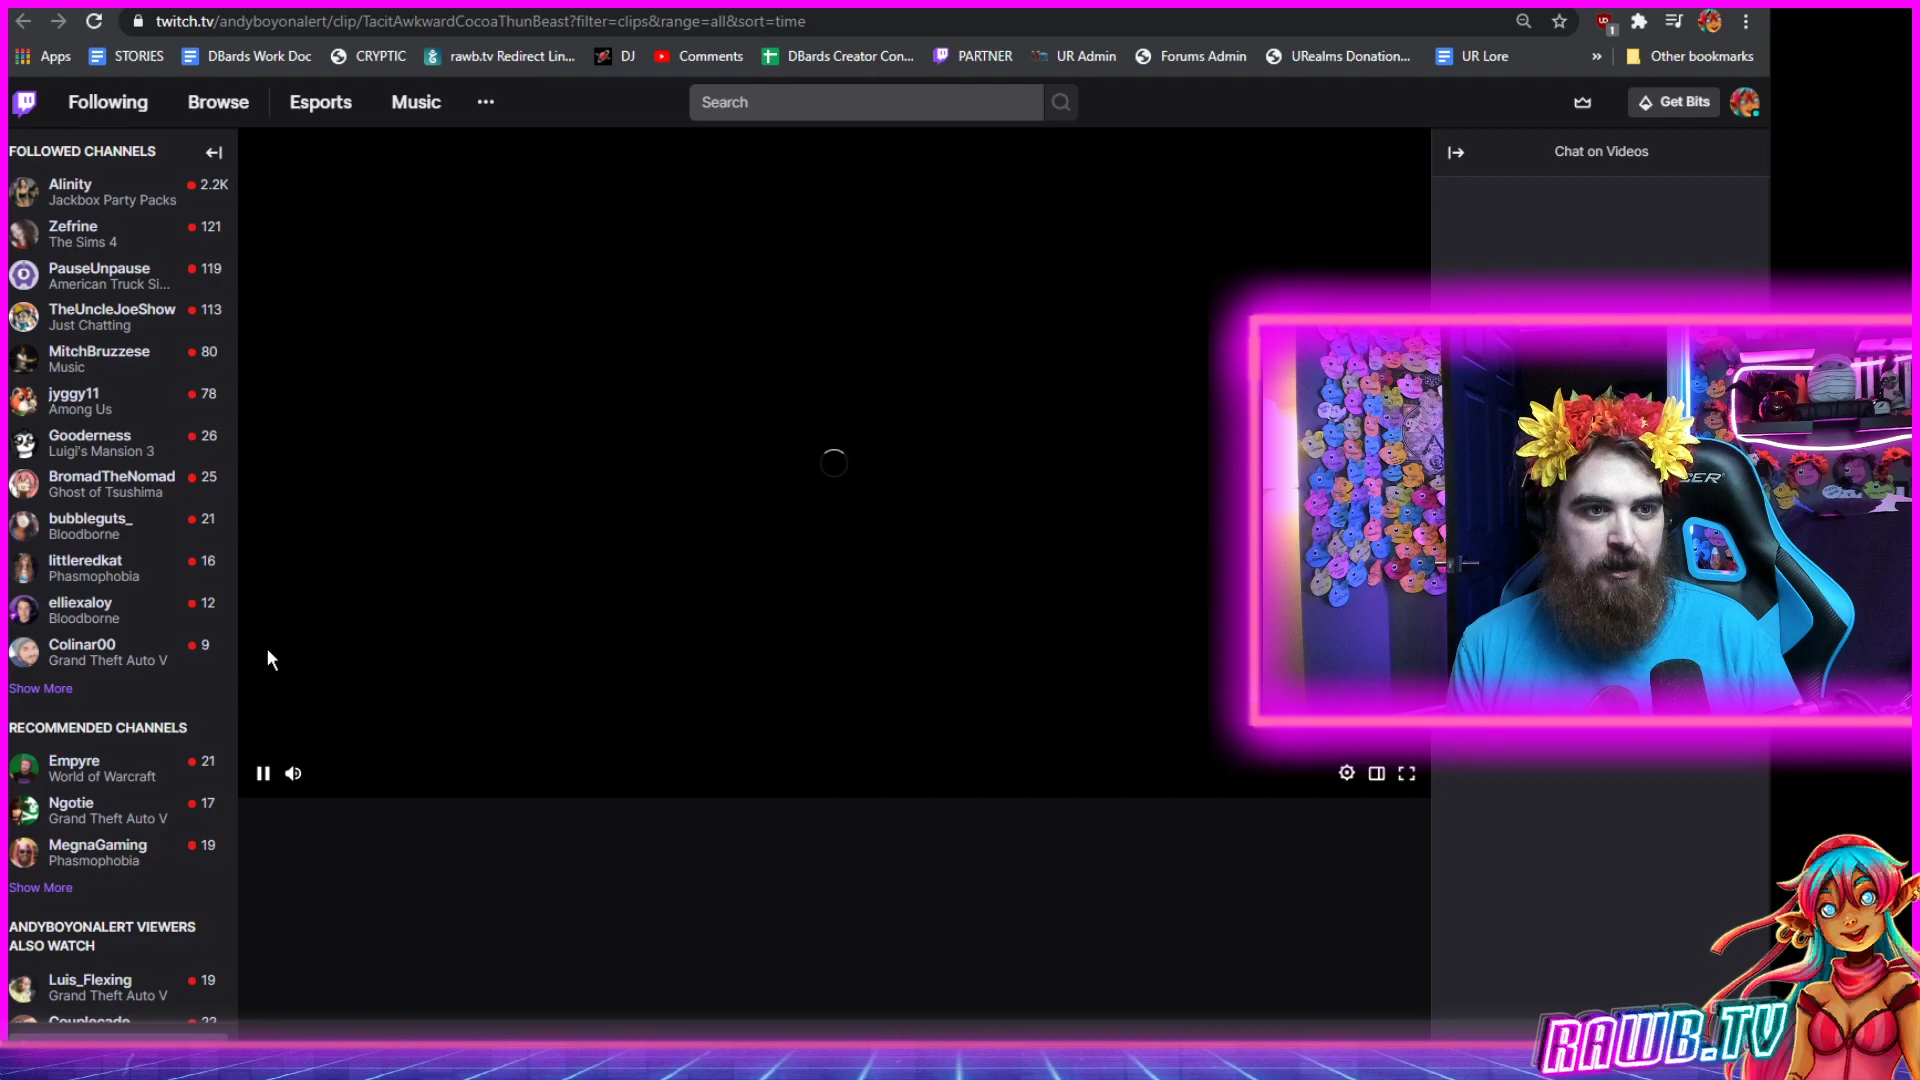 twitch.tv/andyboyonalert/clip/TacitAwkwardCocoaThunBeast?filter=clips&range=all&sort=time
Apps STORIES DBards Work Doc CRYPTIC rawb.tv Redirect Lin... DJ Comments DBards Creator Con... PARTNER UR Admin Forums Admin URealms Donation... UR Lore » Other bookmarks
Following Browse Esports Music ... Search Get Bits
FOLLOWED CHANNELS
Chat on Videos
Alinity 2.2K
Jackbox Party Packs
Zefrine 121
The Sims 4
PauseUnpause 119
American Truck Si...
TheUncleJoeShow 113
Just Chatting
MitchBruzzese 80
Music
jyggy11 78
Among Us
Gooderness 26
Luigi's Mansion 3
BromadTheNomad 25
Ghost of Tsushima
bubbleguts_ 21
Bloodborne
littleredkat 16
Phasmophobia
elliexaloy 12
Bloodborne
Colinar00 9
Grand Theft Auto V
Show More
RECOMMENDED CHANNELS
Empyre 21
World of Warcraft
Ngotie 17
Grand Theft Auto V
MegnaGaming 19
Phasmophobia
Show More
ANDYBOYONALERT VIEWERS
ALSO WATCH
Luis_Flexing 19
Grand Theft Auto V
RAWB.TV